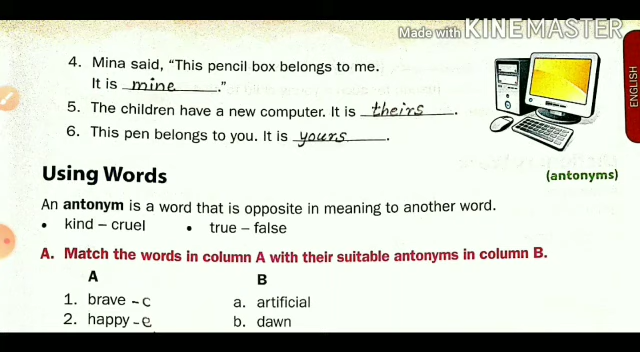 Made with KINEMASTER
4. Mina said, “This pencil box belongs to me.
It is mine.”
ENGLISH
5. The children have a new computer. It is theirs.
6. This pen belongs to you. It is yours.
Using Words
(antonyms)
An antonym is a word that is opposite in meaning to another word.
• kind – cruel • true – false
A. Match the words in column A with their suitable antonyms in column B.
A B
1. brave - c a. artificial
2. happy - e b. dawn